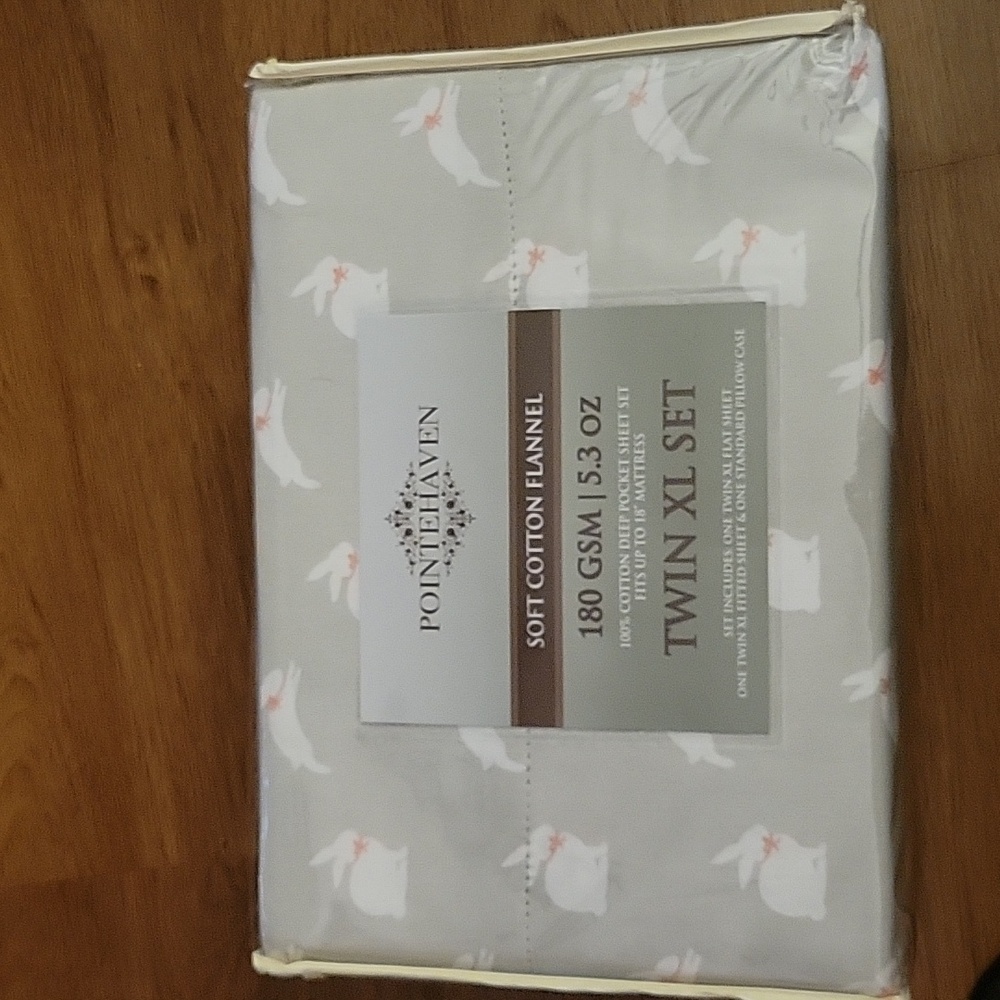 POINTEHAVEN
SOFT COTTON FLANNEL
180 GSM | 5.3 OZ
100% COTTON DEEP POCKET SHEET SET
FITS UP TO 18" MATTRESS
TWIN XL SET
SET INCLUDES: ONE TWIN XL FLAT SHEET
ONE TWIN XL FITTED SHEET & ONE STANDARD PILLOW CASE